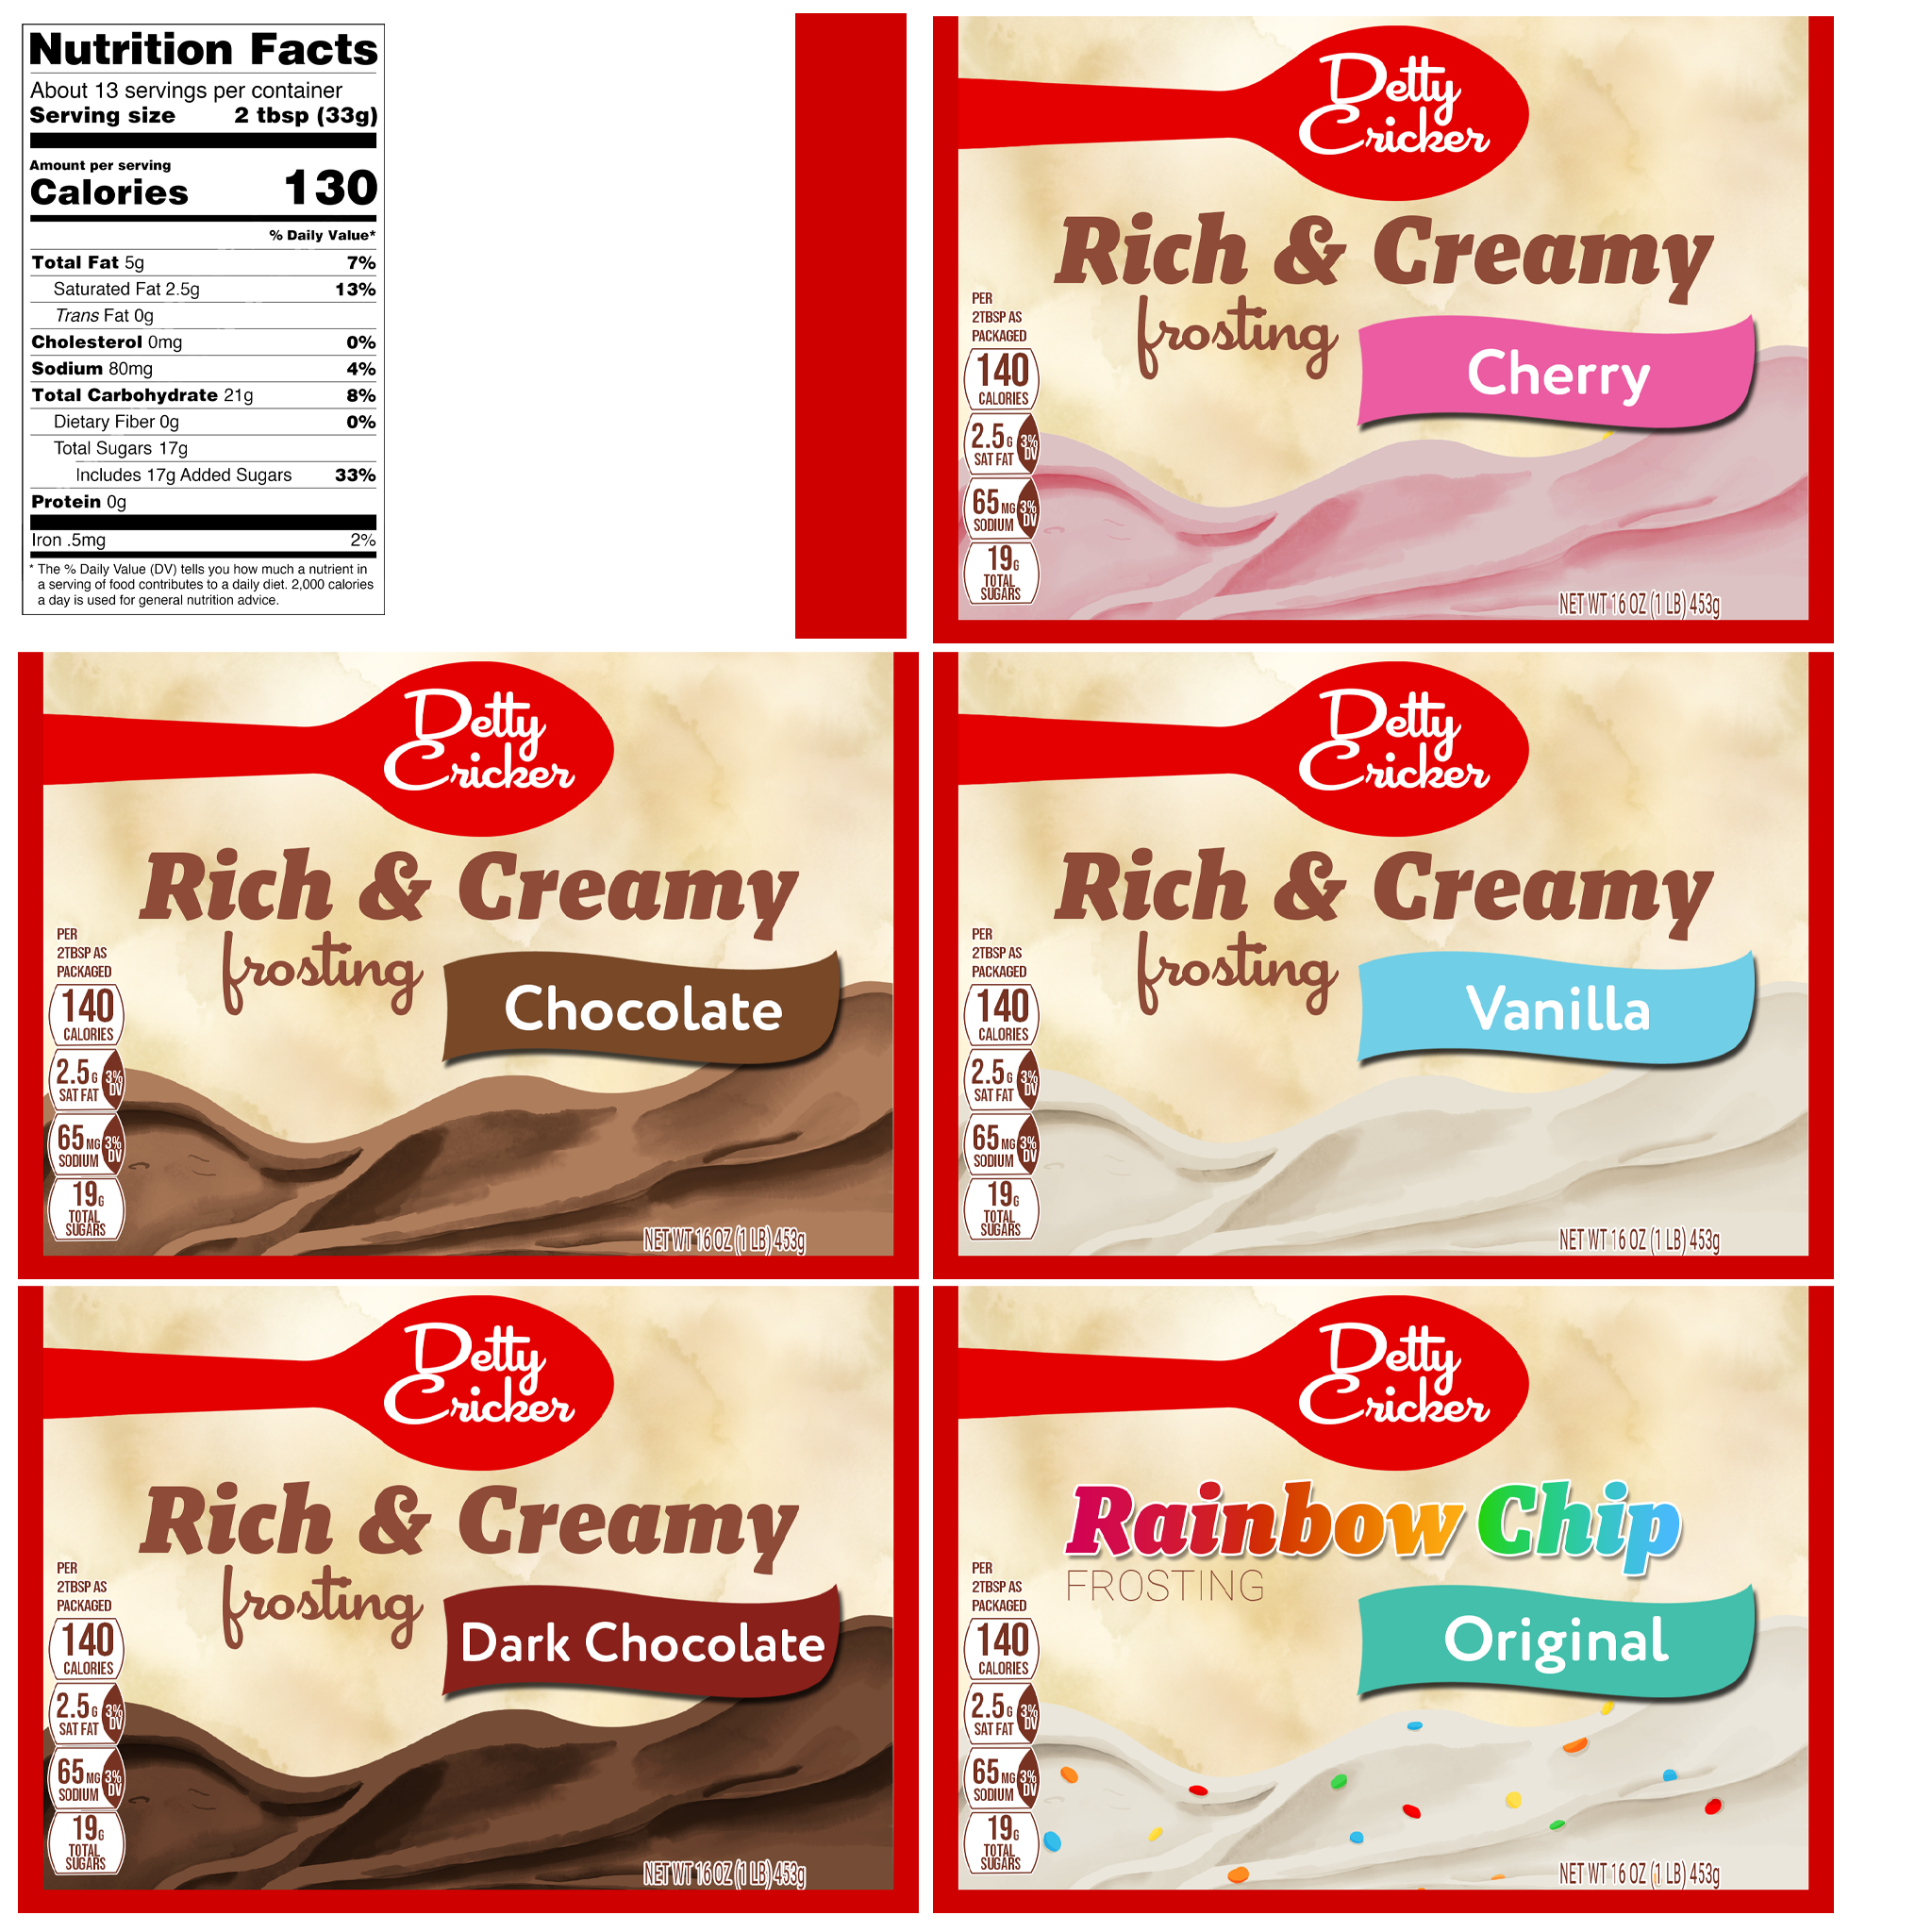 Nutrition Facts
About 13 servings per container
Serving size 2 tbsp (33g)
Amount per serving
Calories 130
% Daily Value*
Total Fat 5g 7%
Saturated Fat 2.5g 13%
Trans Fat 0g
Cholesterol 0mg 0%
Sodium 80mg 4%
Total Carbohydrate 21g 8%
Dietary Fiber 0g 0%
Total Sugars 17g
Includes 17g Added Sugars 33%
Protein 0g
Iron .5mg 2%
* The % Daily Value (DV) tells you how much a nutrient in
a serving of food contributes to a daily diet. 2,000 calories
a day is used for general nutrition advice.
Detty
Cricker
Rich & Creamy
frosting
Cherry
PER
2TBSP AS
PACKAGED
140
CALORIES
2.5G 3%
SAT FAT DV
65MG 3%
SODIUM DV
19G
TOTAL
SUGARS
NET WT 16 OZ (1 LB) 453g
Detty
Cricker
Rich & Creamy
frosting
Chocolate
PER
2TBSP AS
PACKAGED
140
CALORIES
2.5G 3%
SAT FAT DV
65MG 3%
SODIUM DV
19G
TOTAL
SUGARS
NET WT 16 OZ (1 LB) 453g
Detty
Cricker
Rich & Creamy
frosting
Vanilla
PER
2TBSP AS
PACKAGED
140
CALORIES
2.5G 3%
SAT FAT DV
65MG 3%
SODIUM DV
19G
TOTAL
SUGARS
NET WT 16 OZ (1 LB) 453g
Detty
Cricker
Rich & Creamy
frosting
Dark Chocolate
PER
2TBSP AS
PACKAGED
140
CALORIES
2.5G 3%
SAT FAT DV
65MG 3%
SODIUM DV
19G
TOTAL
SUGARS
NET WT 16 OZ (1 LB) 453g
Detty
Cricker
Rainbow Chip
FROSTING
Original
PER
2TBSP AS
PACKAGED
140
CALORIES
2.5G 3%
SAT FAT DV
65MG 3%
SODIUM DV
19G
TOTAL
SUGARS
NET WT 16 OZ (1 LB) 453g